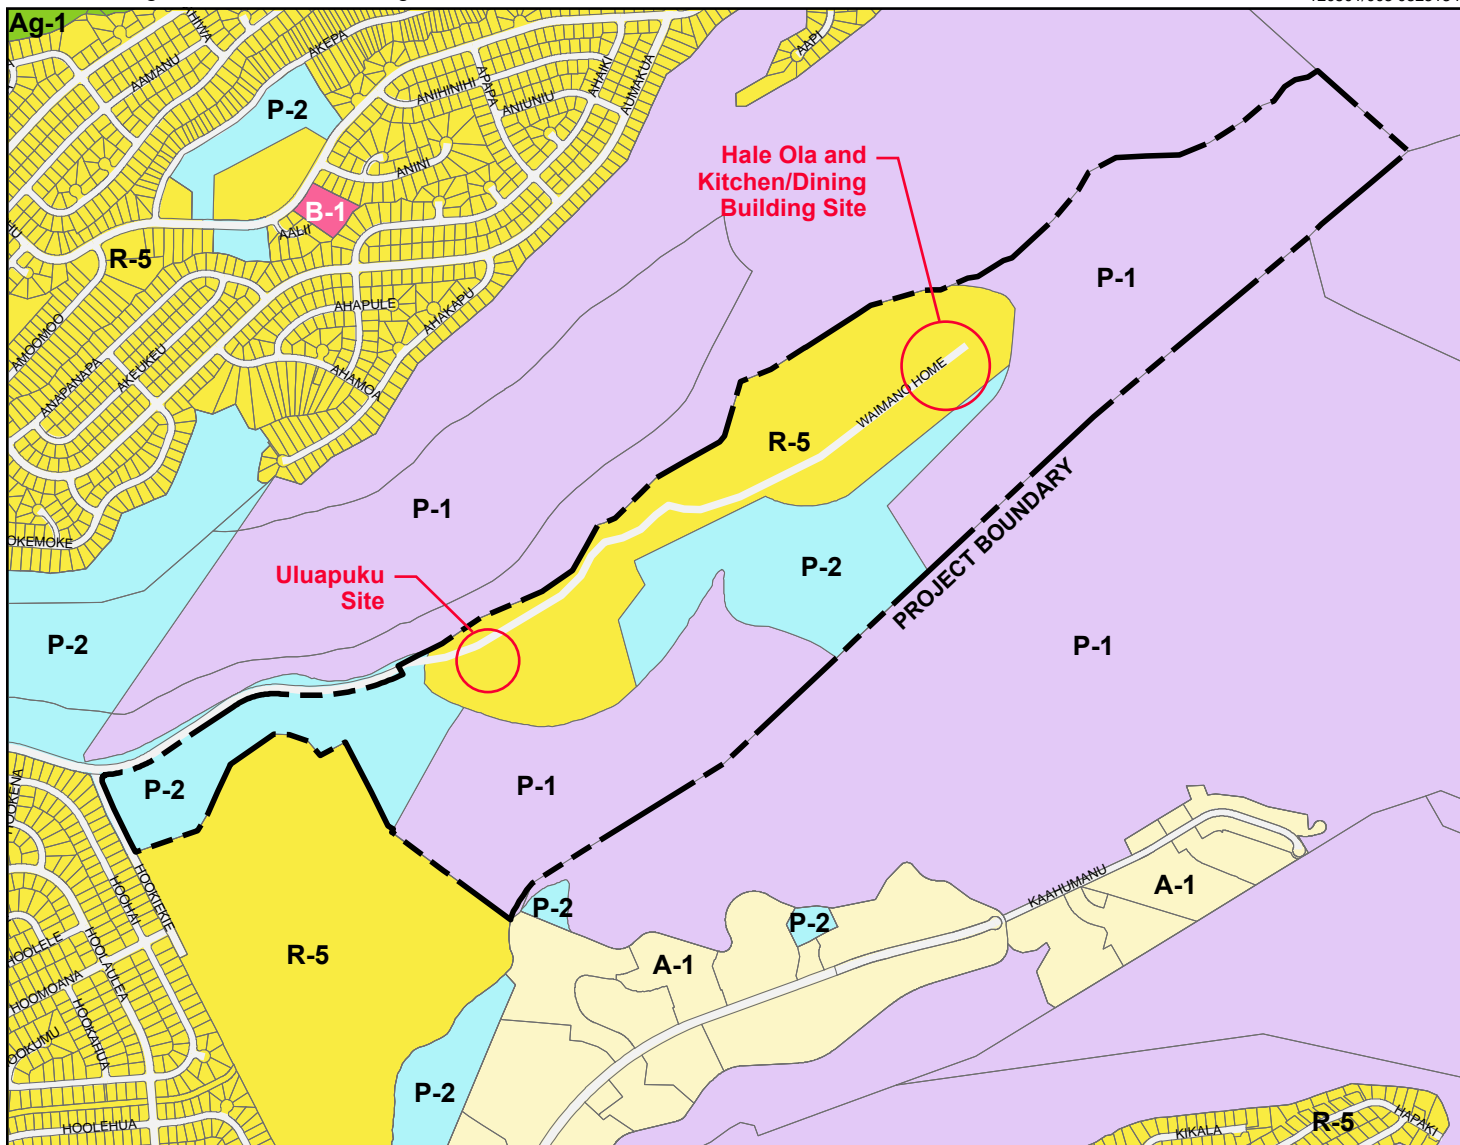 Ag-1
AAMANU
AKEPA
ANIHINIHI
APAPA
ANIUNIU
AHAIKI
AUMAKUA
AAPI
P-2
ANINI
B-1
AALII
R-5
Hale Ola and
Kitchen/Dining
Building Site
P-1
AHAPULE
AHAKAPU
AMOOMOO
ANAPANAPA
AKEUKEU
AHAMOA
WAIMANO HOME
R-5
P-1
OKEMOKE
Uluapuku
Site
P-2
PROJECT BOUNDARY
P-2
P-1
P-2
P-1
HOOKENA
HOOKIEKIE
HOOHAI
HOOLELE
HOOLAULEA
HOOMOANA
HOOKAHUA
OOKUMU
HOOLEHUA
R-5
P-2
P-2
KAAHUMANU
A-1
A-1
P-2
KIKALA
R-5
HAPAKI